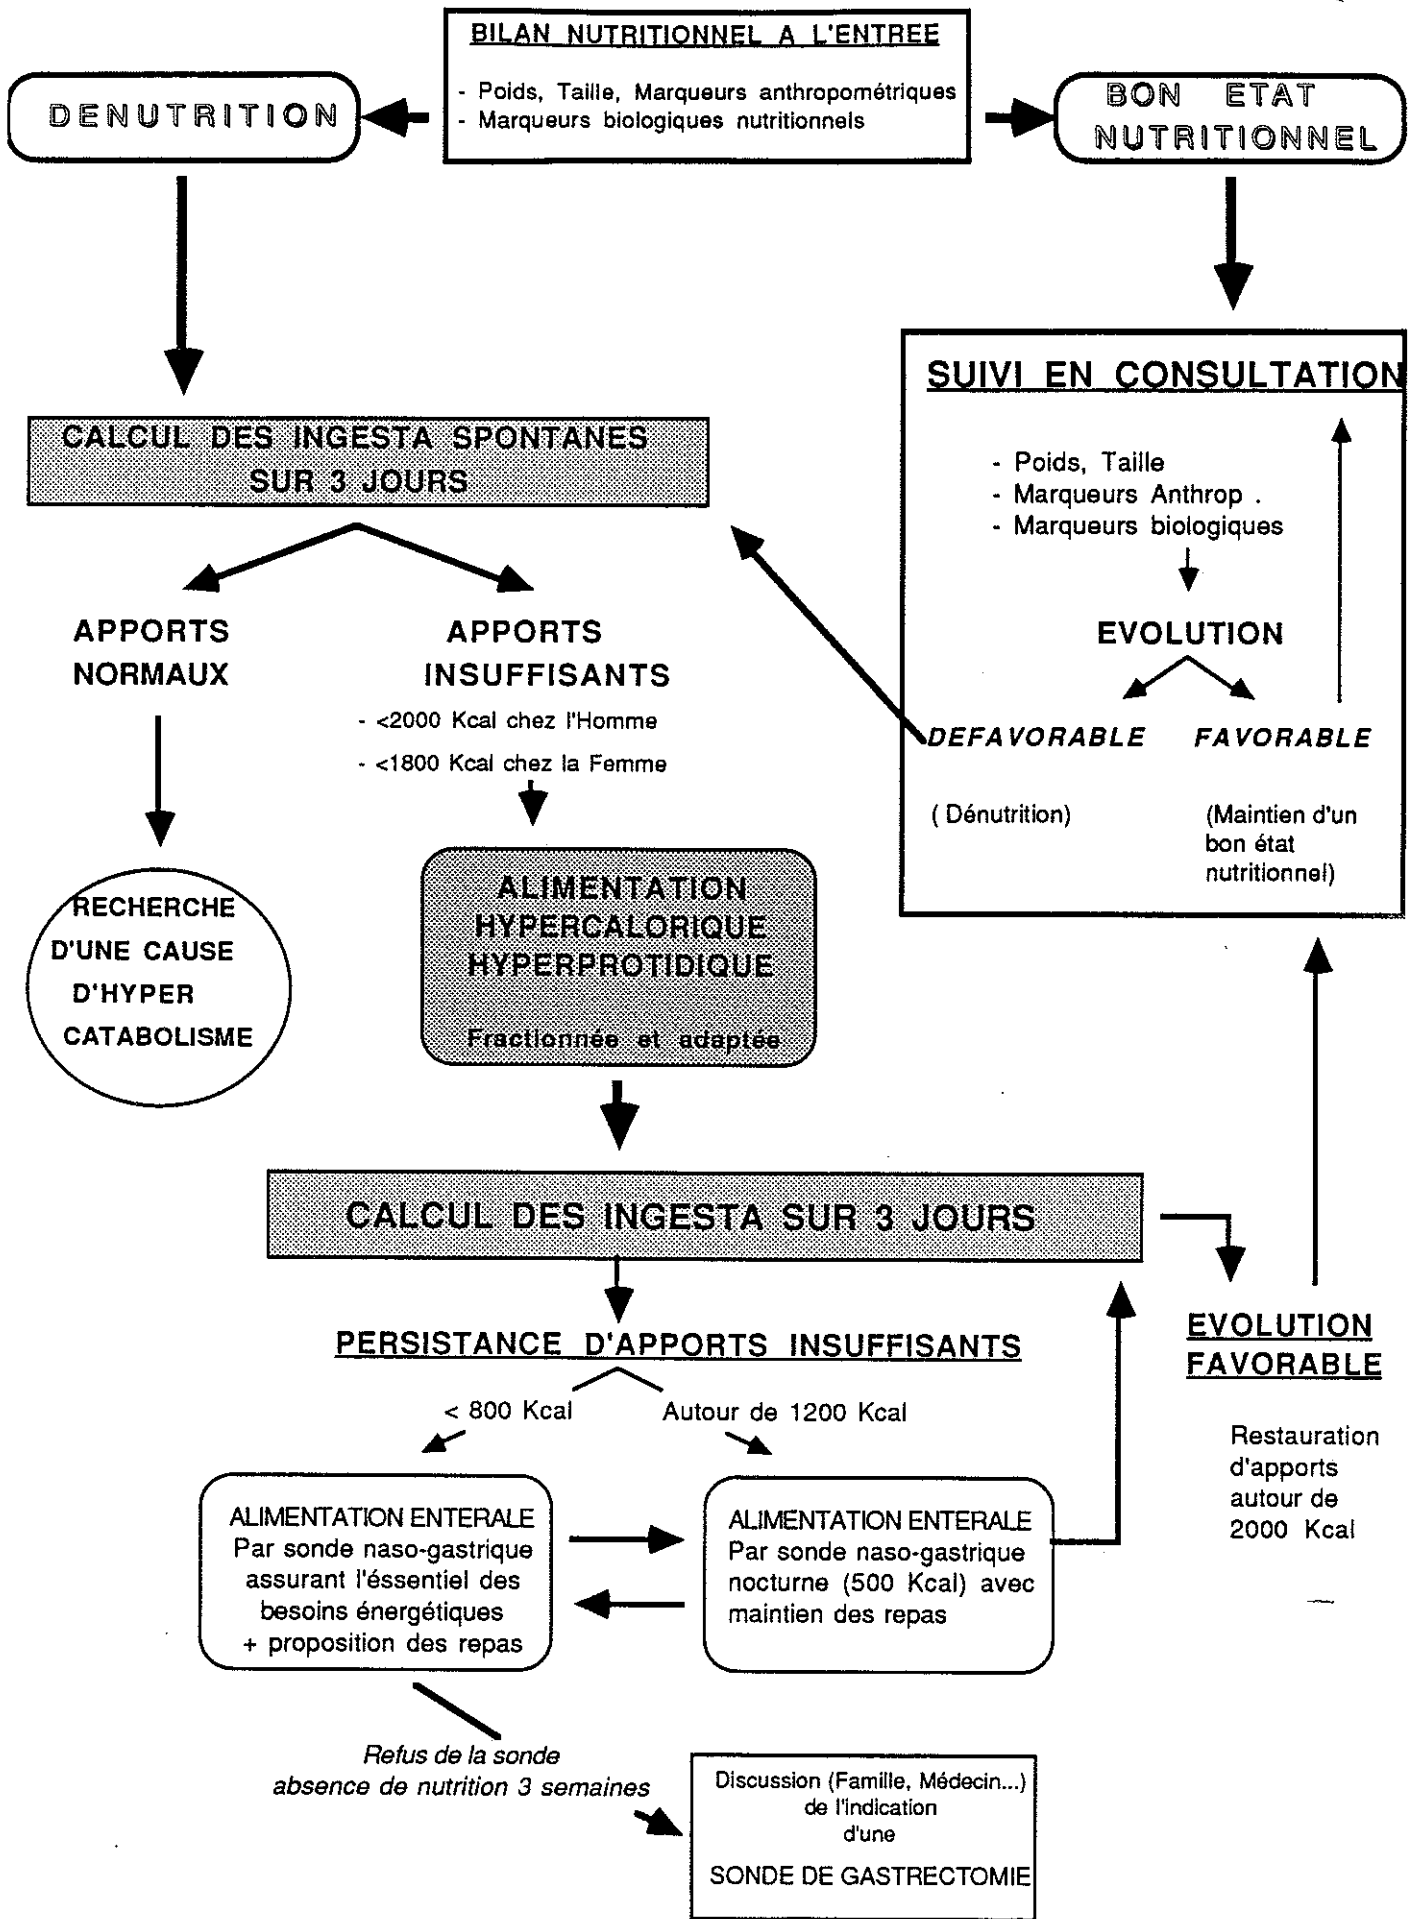 BILAN NUTRITIONNEL A L'ENTREE
- Poids, Taille, Marqueurs anthropométriques
- Marqueurs biologiques nutritionnels
DENUTRITION
BON ETAT
NUTRITIONNEL
SUIVI EN CONSULTATION
- Poids, Taille
- Marqueurs Anthrop .
- Marqueurs biologiques
EVOLUTION
DEFAVORABLE
FAVORABLE
( Dénutrition)
(Maintien d'un
bon état
nutritionnel)
CALCUL DES INGESTA SPONTANES
SUR 3 JOURS
APPORTS
NORMAUX
APPORTS
INSUFFISANTS
- <2000 Kcal chez l'Homme
- <1800 Kcal chez la Femme
RECHERCHE
D'UNE CAUSE
D'HYPER
CATABOLISME
ALIMENTATION
HYPERCALORIQUE
HYPERPROTIDIQUE
Fractionnée et adaptée
CALCUL DES INGESTA SUR 3 JOURS
PERSISTANCE D'APPORTS INSUFFISANTS
< 800 Kcal
Autour de 1200 Kcal
EVOLUTION
FAVORABLE
Restauration
d'apports
autour de
2000 Kcal
ALIMENTATION ENTERALE
Par sonde naso-gastrique
assurant l'éssentiel des
besoins énergétiques
+ proposition des repas
ALIMENTATION ENTERALE
Par sonde naso-gastrique
nocturne (500 Kcal) avec
maintien des repas
Refus de la sonde
absence de nutrition 3 semaines
Discussion (Famille, Médecin...)
de l'indication
d'une
SONDE DE GASTRECTOMIE